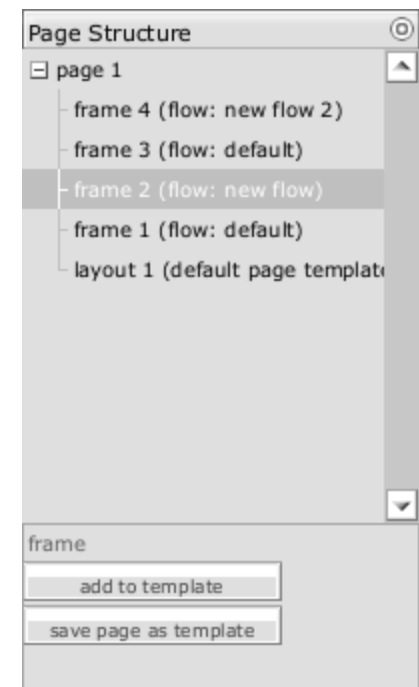 Page Structure
page 1
frame 4 (flow: new flow 2)
frame 3 (flow: default)
frame 2 (flow: new flow)
frame 1 (flow: default)
layout 1 (default page templat
frame
add to template
save page as template